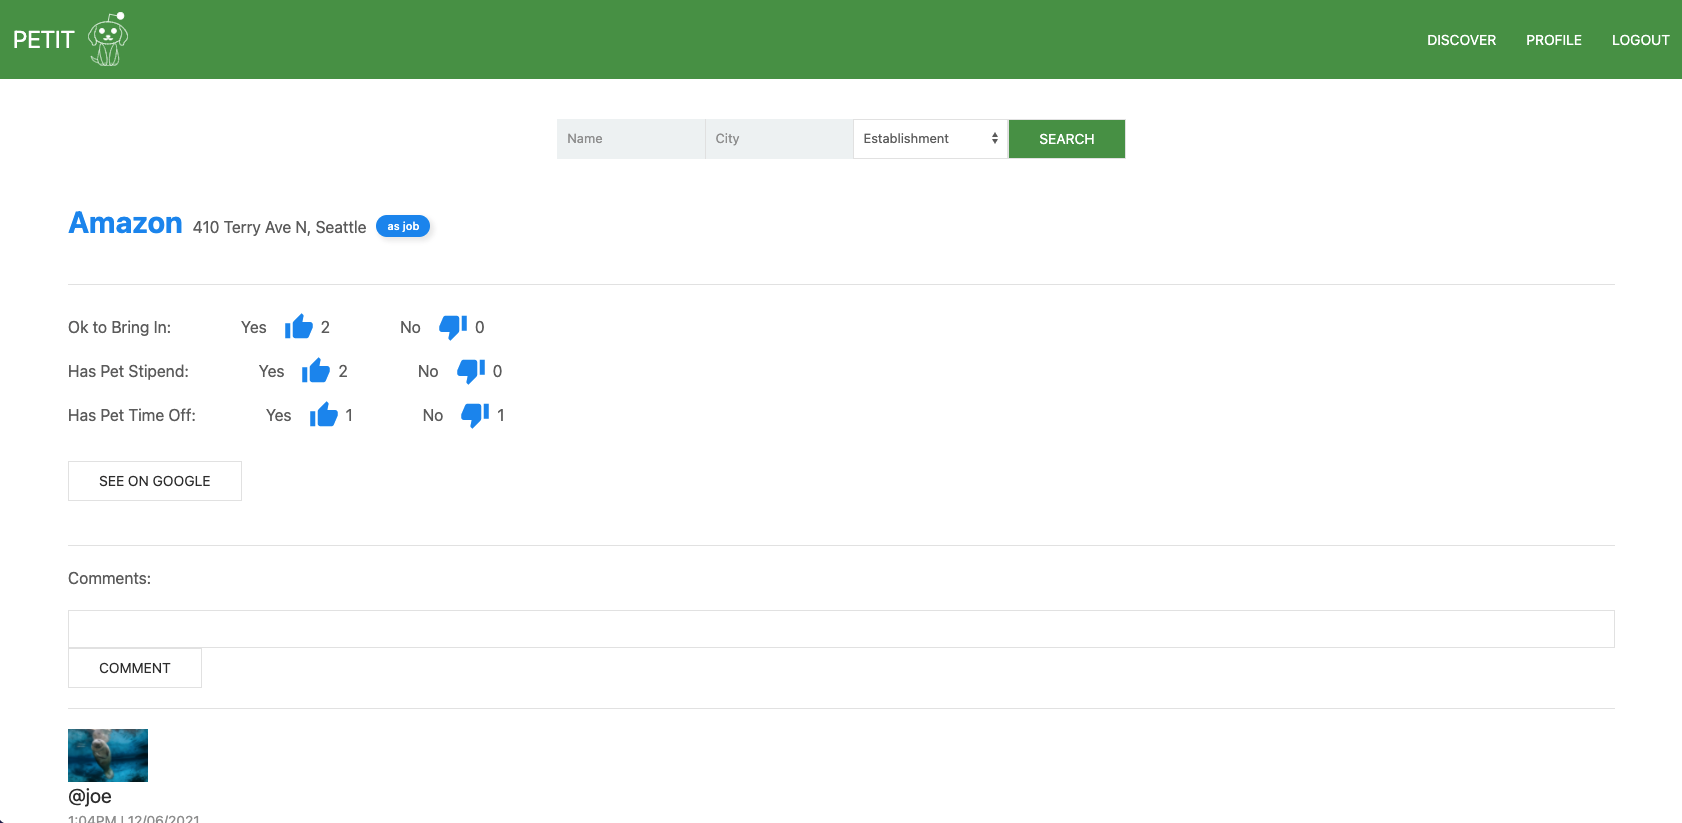 PETIT
DISCOVER PROFILE LOGOUT
Name City Establishment SEARCH
Amazon 410 Terry Ave N, Seattle as job
Ok to Bring In: Yes 2 No 0
Has Pet Stipend: Yes 2 No 0
Has Pet Time Off: Yes 1 No 1
SEE ON GOOGLE
Comments:
COMMENT
@joe
1:04PM | 12/06/2021